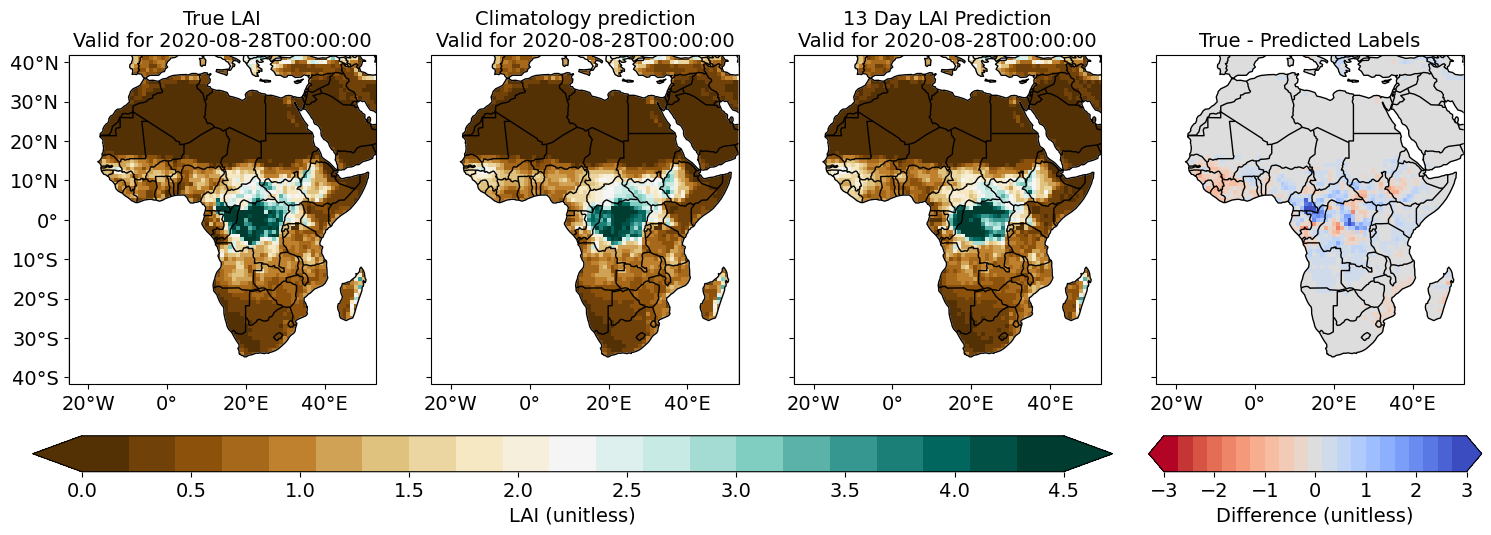 True LAI
Valid for 2020-08-28T00:00:00
Climatology prediction
Valid for 2020-08-28T00:00:00
13 Day LAI Prediction
Valid for 2020-08-28T00:00:00
True - Predicted Labels
40°N
30°N
20°N
10°N
0°
10°S
20°S
30°S
40°S
20°W 0° 20°E 40°E
20°W 0° 20°E 40°E
20°W 0° 20°E 40°E
20°W 0° 20°E 40°E
0.0 0.5 1.0 1.5 2.0 2.5 3.0 3.5 4.0 4.5
LAI (unitless)
−3 −2 −1 0 1 2 3
Difference (unitless)